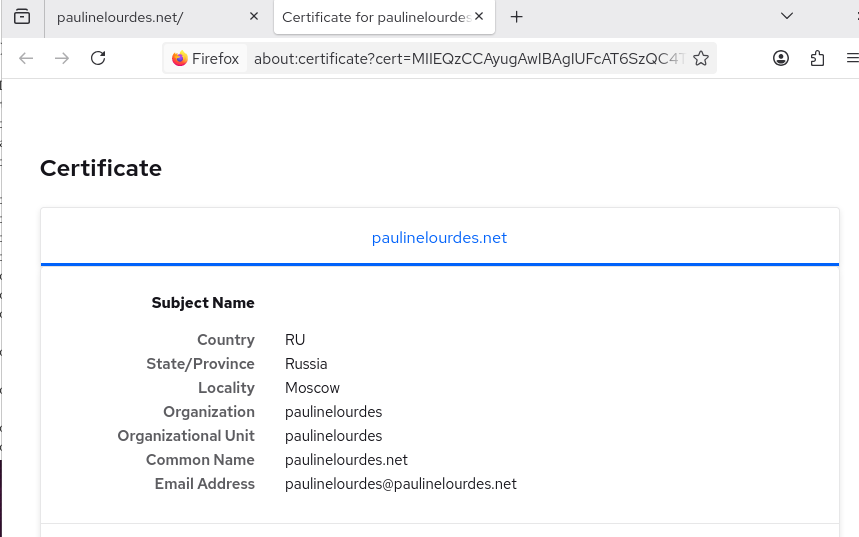 paulinelourdes.net/
Certificate for paulinelourdes
Firefox about:certificate?cert=MIIEQzCCAyugAwIBAgIUFcAT6SzQC4T
Certificate
paulinelourdes.net
Subject Name
Country RU
State/Province Russia
Locality Moscow
Organization paulinelourdes
Organizational Unit paulinelourdes
Common Name paulinelourdes.net
Email Address paulinelourdes@paulinelourdes.net